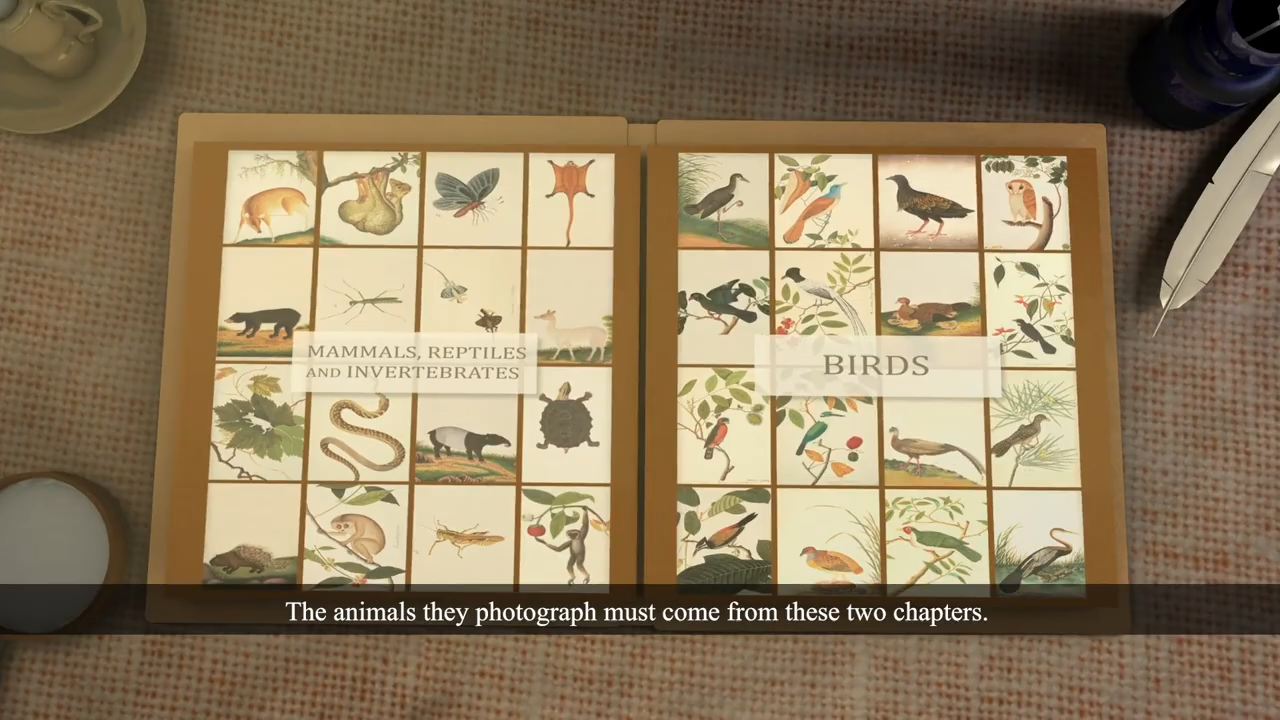 MAMMALS, REPTILES
AND INVERTEBRATES
BIRDS
The animals they photograph must come from these two chapters.